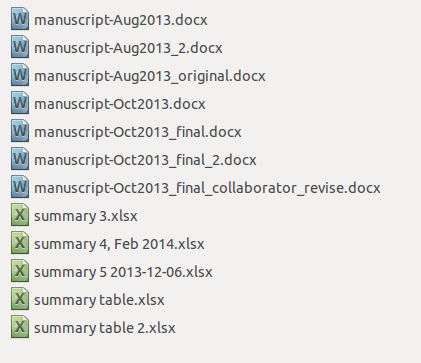 manuscript-Aug2013.docx
manuscript-Aug2013_2.docx
manuscript-Aug2013_original.docx
manuscript-Oct2013.docx
manuscript-Oct2013_final.docx
manuscript-Oct2013_final_2.docx
manuscript-Oct2013_final_collaborator_revise.docx
summary 3.xlsx
summary 4, Feb 2014.xlsx
summary 5 2013-12-06.xlsx
summary table.xlsx
summary table 2.xlsx